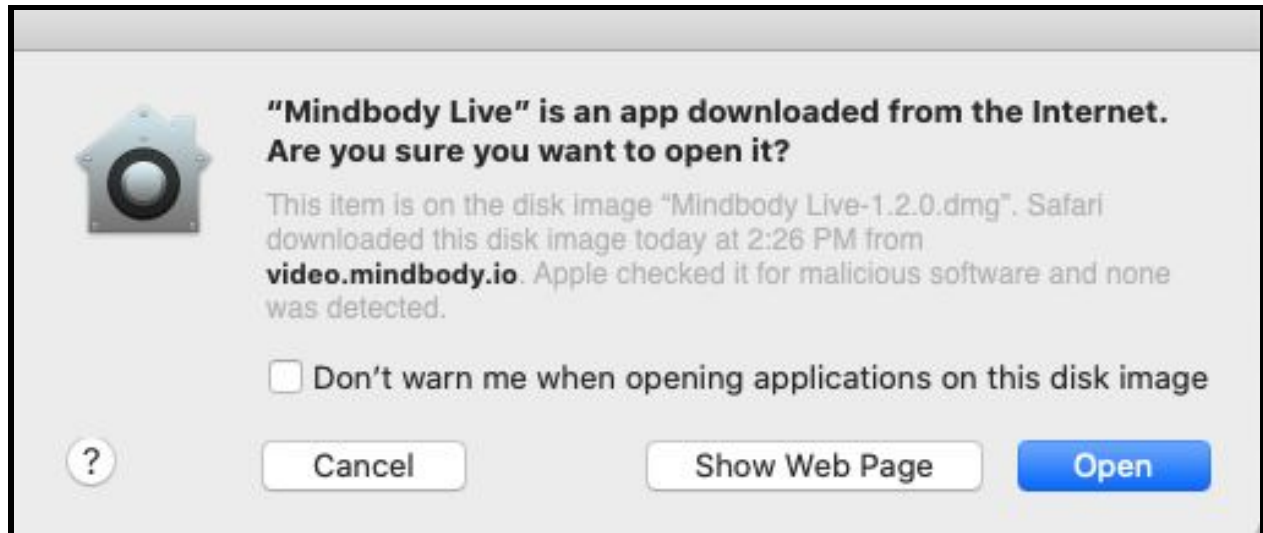 “Mindbody Live” is an app downloaded from the Internet.
Are you sure you want to open it?
This item is on the disk image “Mindbody Live-1.2.0.dmg”. Safari
downloaded this disk image today at 2:26 PM from
video.mindbody.io. Apple checked it for malicious software and none
was detected.
Don’t warn me when opening applications on this disk image
? Cancel Show Web Page Open